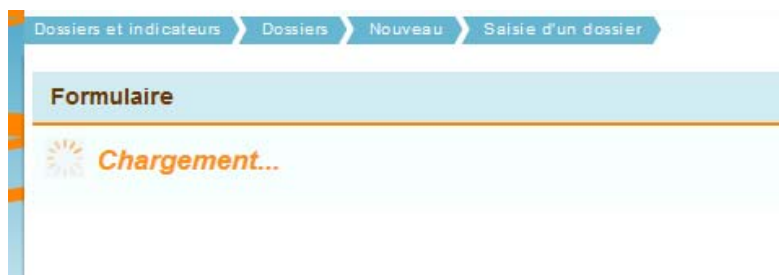 Dossiers et indicateurs Dossiers Nouveau Saisie d'un dossier
Formulaire
Chargement...